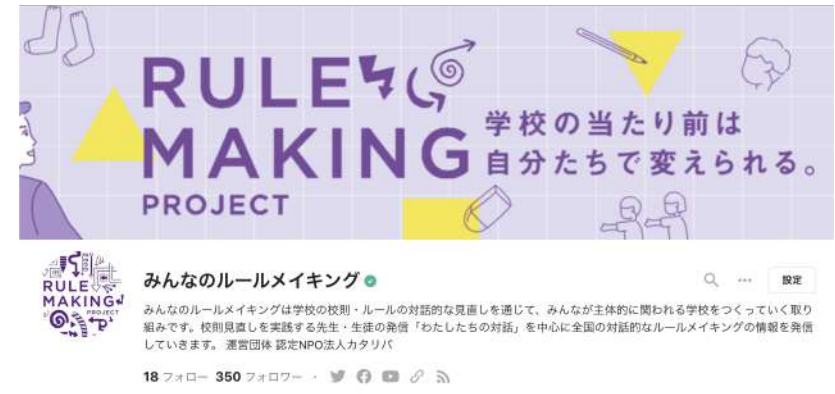 RULE
MAKING
PROJECT
学校の当たり前は
自分たちで変えられる。
RULE
MAKING
PROJECT
みんなのルールメイキング
設定
みんなのルールメイキングは学校の校則・ルールの対話的な見直しを通じて、みんなが主体的に関われる学校をつくっていく取り
組みです。校則見直しを実践する先生・生徒の発信「わたしたちの対話」を中心に全国の対話的なルールメイキングの情報を発信
していきます。 運営団体 認定NPO法人カタリバ
18 フォロー 350 フォロワー ・